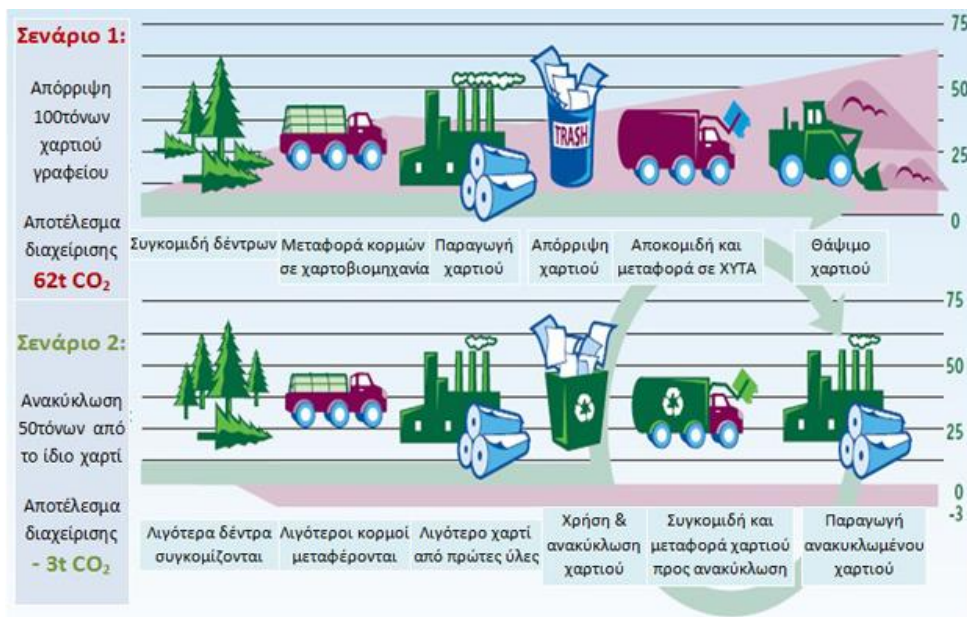 Σενάριο 1:
Απόρριψη
100τόνων
χαρτιού
γραφείου
Αποτέλεσμα
διαχείρισης
62t CO₂
75
50
25
0
TRASH
Συγκομιδή δέντρων
Μεταφορά κορμών
σε χαρτοβιομηχανία
Παραγωγή
χαρτιού
Απόρριψη
χαρτιού
Αποκομιδή και
μεταφορά σε ΧΥΤΑ
Θάψιμο
χαρτιού
Σενάριο 2:
Ανακύκλωση
50τόνων από
το ίδιο χαρτί
Αποτέλεσμα
διαχείρισης
- 3t CO₂
75
50
25
0
-3
Λιγότερα δέντρα
συγκομίζονται
Λιγότεροι κορμοί
μεταφέρονται
Λιγότερο χαρτί
από πρώτες ύλες
Χρήση &
ανακύκλωση
χαρτιού
Συγκομιδή και
μεταφορά χαρτιού
προς ανακύκλωση
Παραγωγή
ανακυκλωμένου
χαρτιού